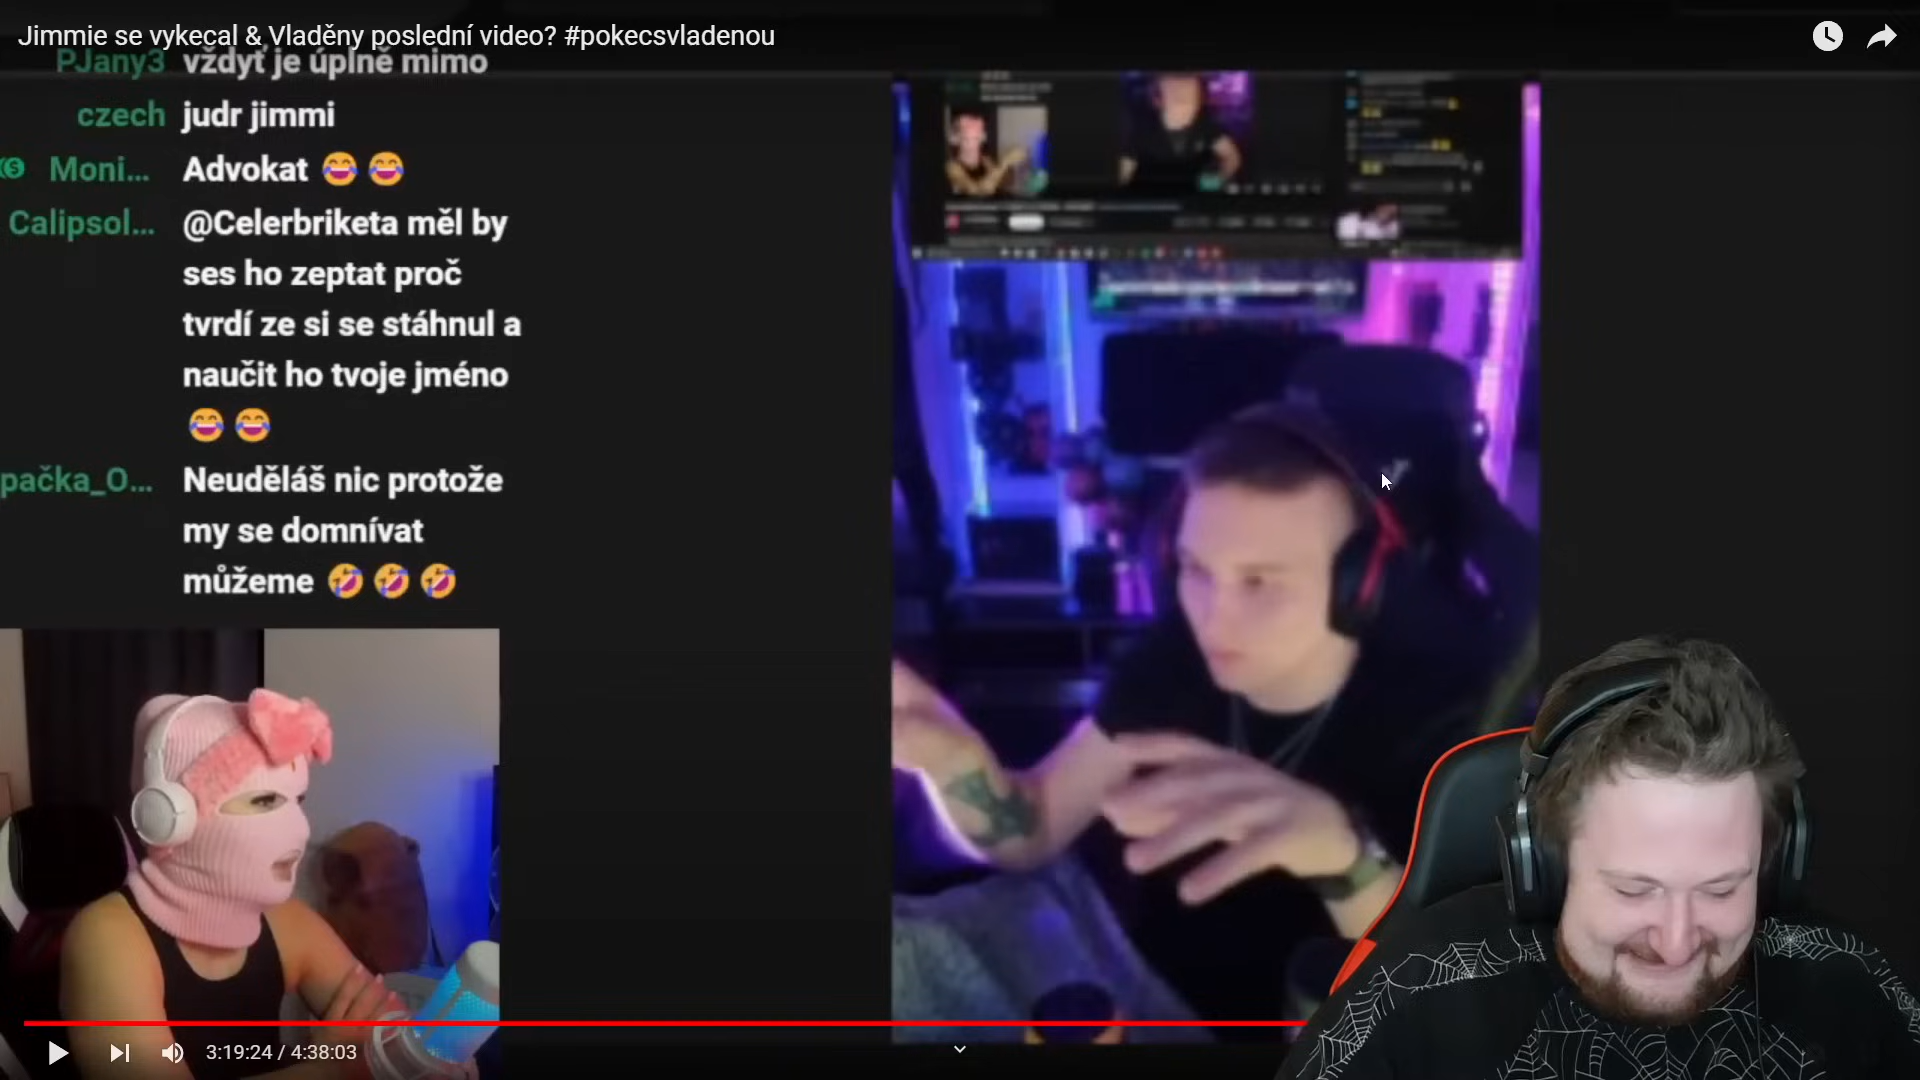 Jimmie se vykecal & Vladěny poslední video? #pokecsvladenou
PJany3 vždyť je úplně mimo
czech judr jimmi
Moni... Advokat 😂 😂
Calipsol... @Celerbriketa měl by
ses ho zeptat proč
tvrdí ze si se stáhnul a
naučit ho tvoje jméno
😂 😂
pačka_O... Neuděláš nic protože
my se domnívat
můžeme 🤣 🤣 🤣
3:19:24 / 4:38:03